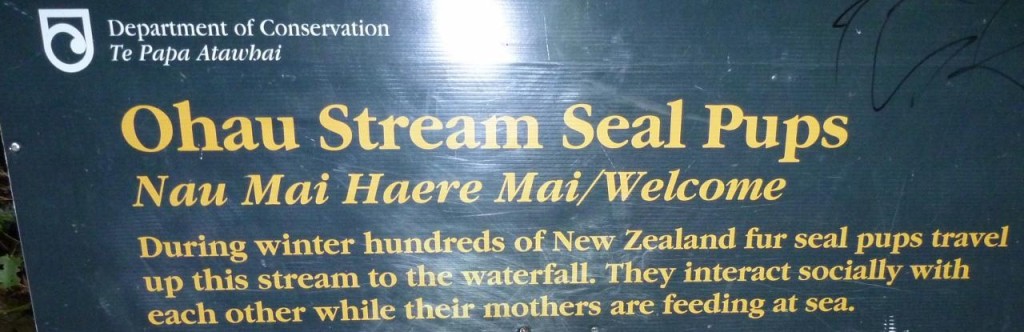 Department of Conservation
Te Papa Atawhai
Ohau Stream Seal Pups
Nau Mai Haere Mai/Welcome
During winter hundreds of New Zealand fur seal pups travel
up this stream to the waterfall. They interact socially with
each other while their mothers are feeding at sea.